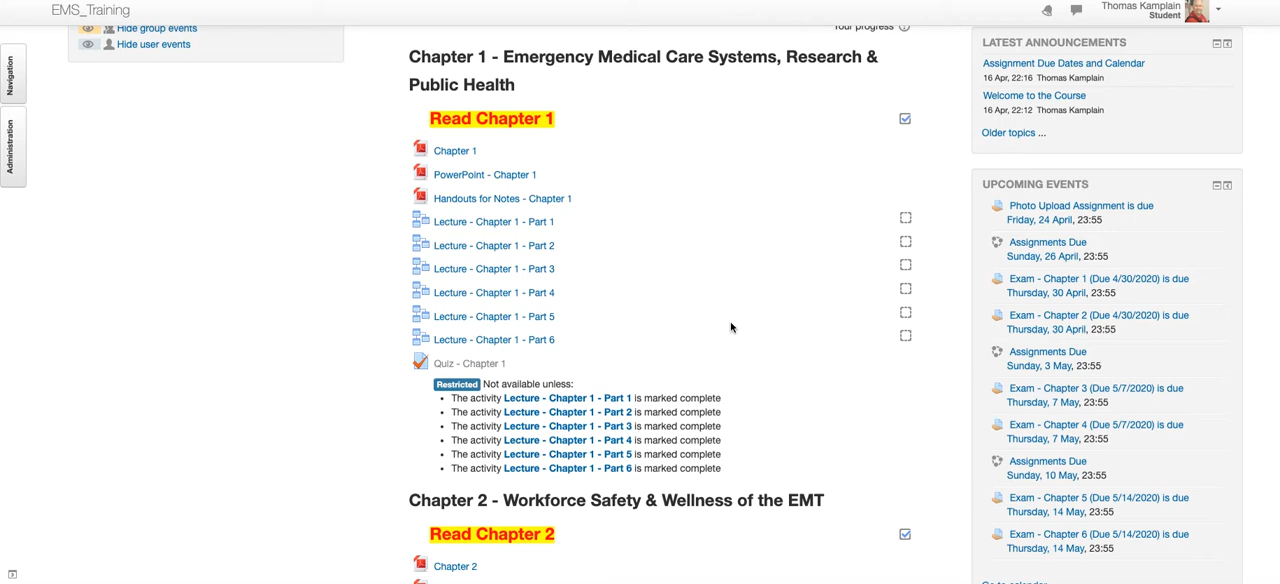 EMS_Training
Thomas Kamplain
Student
Hide group events
Hide user events
Navigation
Administration
Your progress
Chapter 1 - Emergency Medical Care Systems, Research &
Public Health
Read Chapter 1
Chapter 1
PowerPoint - Chapter 1
Handouts for Notes - Chapter 1
Lecture - Chapter 1 - Part 1
Lecture - Chapter 1 - Part 2
Lecture - Chapter 1 - Part 3
Lecture - Chapter 1 - Part 4
Lecture - Chapter 1 - Part 5
Lecture - Chapter 1 - Part 6
Quiz - Chapter 1
Restricted Not available unless:
• The activity Lecture - Chapter 1 - Part 1 is marked complete
• The activity Lecture - Chapter 1 - Part 2 is marked complete
• The activity Lecture - Chapter 1 - Part 3 is marked complete
• The activity Lecture - Chapter 1 - Part 4 is marked complete
• The activity Lecture - Chapter 1 - Part 5 is marked complete
• The activity Lecture - Chapter 1 - Part 6 is marked complete
Chapter 2 - Workforce Safety & Wellness of the EMT
Read Chapter 2
Chapter 2
LATEST ANNOUNCEMENTS
Assignment Due Dates and Calendar
16 Apr, 22:16 Thomas Kamplain
Welcome to the Course
16 Apr, 22:12 Thomas Kamplain
Older topics ...
UPCOMING EVENTS
Photo Upload Assignment is due
Friday, 24 April, 23:55
Assignments Due
Sunday, 26 April, 23:55
Exam - Chapter 1 (Due 4/30/2020) is due
Thursday, 30 April, 23:55
Exam - Chapter 2 (Due 4/30/2020) is due
Thursday, 30 April, 23:55
Assignments Due
Sunday, 3 May, 23:55
Exam - Chapter 3 (Due 5/7/2020) is due
Thursday, 7 May, 23:55
Exam - Chapter 4 (Due 5/7/2020) is due
Thursday, 7 May, 23:55
Assignments Due
Sunday, 10 May, 23:55
Exam - Chapter 5 (Due 5/14/2020) is due
Thursday, 14 May, 23:55
Exam - Chapter 6 (Due 5/14/2020) is due
Thursday, 14 May, 23:55